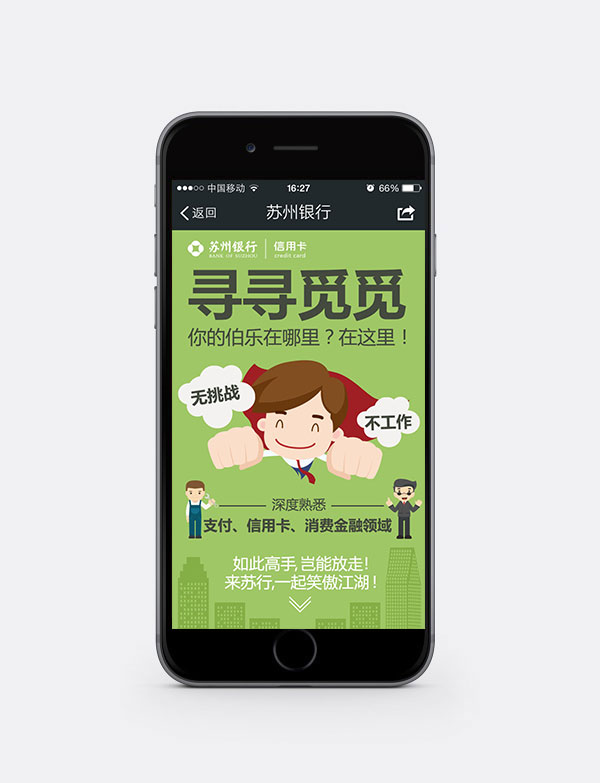 中国移动 16:27 66%
返回 苏州银行
苏州银行 信用卡
BANK OF SUZHOU credit card
寻寻觅觅
你的伯乐在哪里？在这里！
无挑战
不工作
深度熟悉
支付、信用卡、消费金融领域
如此高手,岂能放走!
来苏行,一起笑傲江湖!